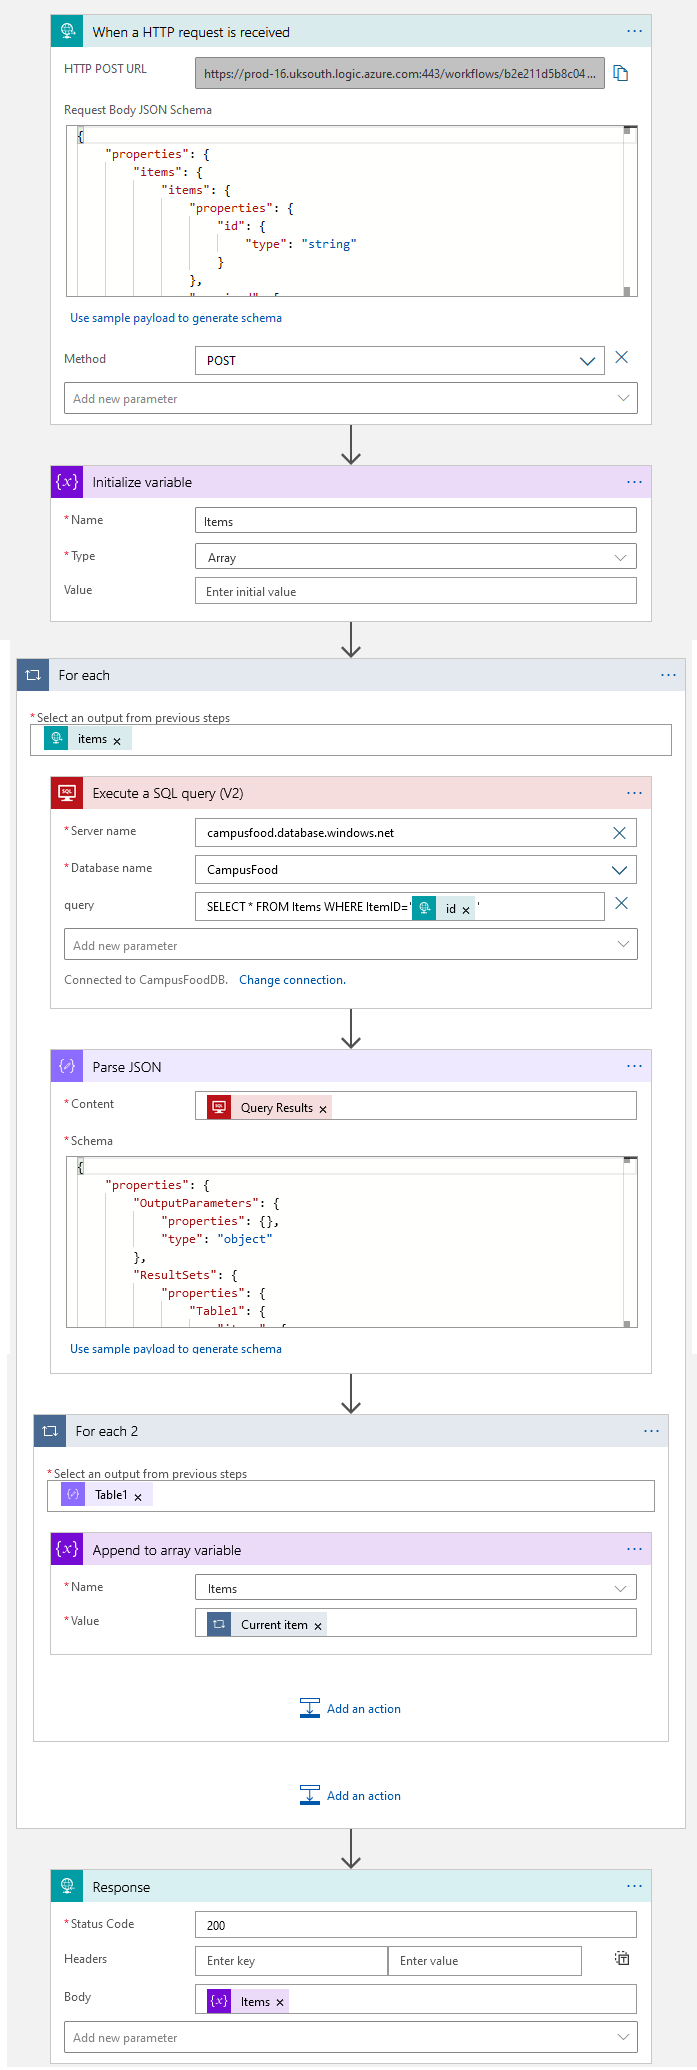 When a HTTP request is received
HTTP POST URL
https://prod-16.uksouth.logic.azure.com:443/workflows/b2e211d5b8c04 ...
Request Body JSON Schema
{
"properties": {
"items": {
"items": {
"properties": {
"id": {
"type": "string"
}
},
Use sample payload to generate schema
Method
POST
Add new parameter
{x} Initialize variable
* Name
Items
* Type
Array
Value
Enter initial value
For each
* Select an output from previous steps
items
SQL Execute a SQL query (V2)
* Server name
campusfood.database.windows.net
* Database name
CampusFood
query
SELECT * FROM Items WHERE ItemID=' id '
Add new parameter
Connected to CampusFoodDB. Change connection.
Parse JSON
* Content
SQL Query Results
* Schema
{
"properties": {
"OutputParameters": {
"properties": {},
"type": "object"
},
"ResultSets": {
"properties": {
"Table1": {
Use sample payload to generate schema
For each 2
* Select an output from previous steps
Table1
{x} Append to array variable
* Name
Items
* Value
Current item
Add an action
Add an action
Response
* Status Code
200
Headers
Enter key
Enter value
Body
{x} Items
Add new parameter